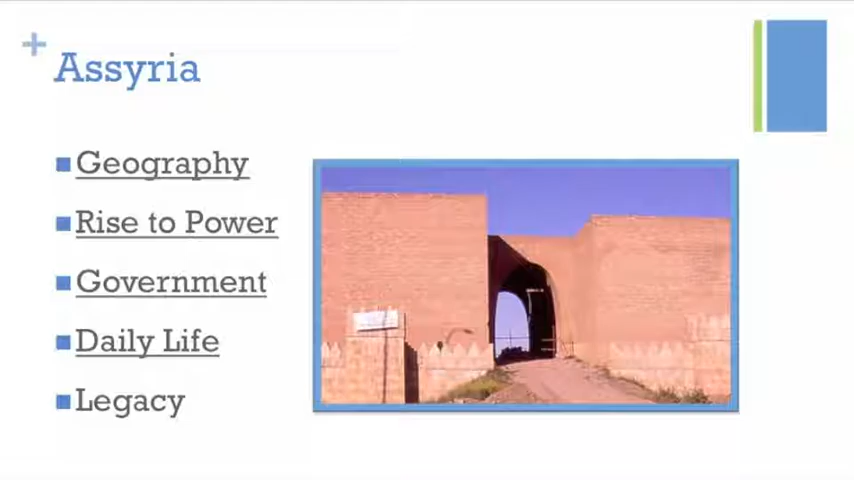 Assyria
Geography
Rise to Power
Government
Daily Life
Legacy